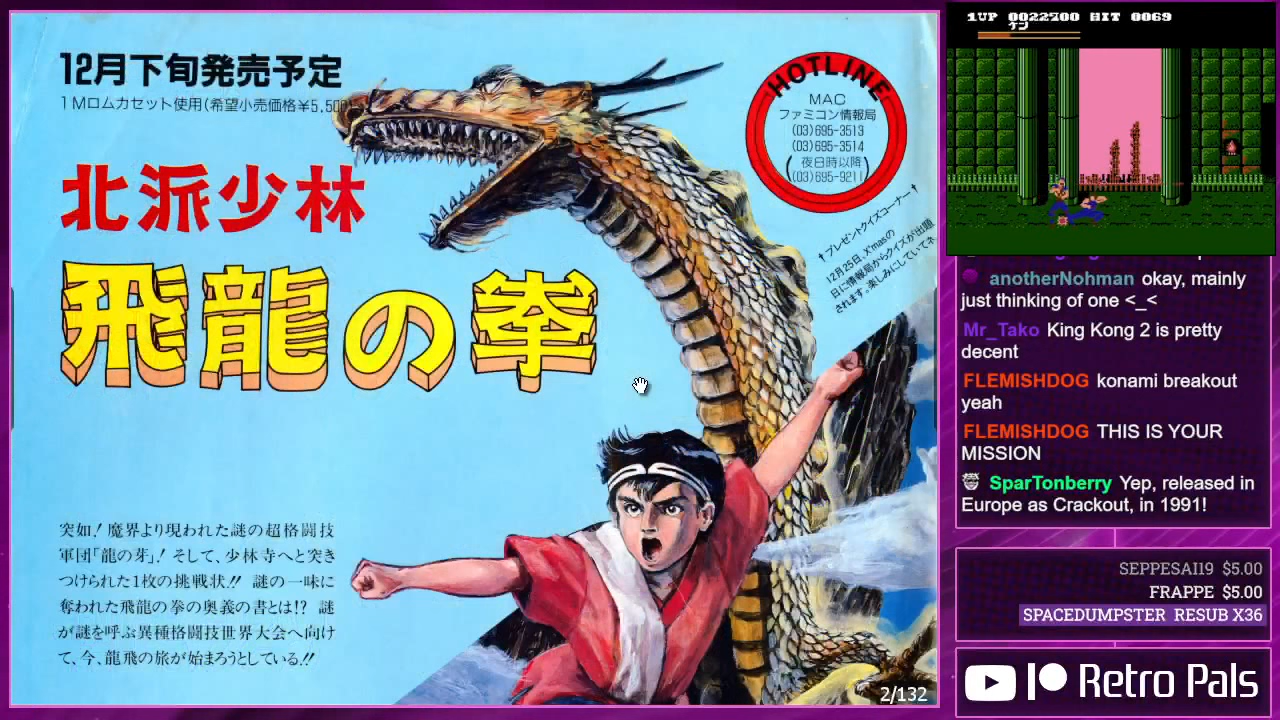 12月下旬発売予定
1Mロムカセット使用(希望小売価格¥5,500)
北派少林
飛龍の拳
HOTLINE
MAC
ファミコン情報局
(03)695-3513
(03)695-3514
夜日時以降
(03)695-9211
↑プレゼントクイズコーナー↑
12月25日、X'masの
日に情報局からクイズが出題
されます。楽しみにしていてネ
突如!魔界より現われた謎の超格闘技
軍団「龍の牙」!そして、少林寺へと突き
つけられた1枚の挑戦状!!謎の一味に
奪われた飛龍の拳の奥義の書とは!?謎
が謎を呼ぶ異種格闘技世界大会へ向け
て、今、龍飛の旅が始まろうとしている!!
2/132
1UP 0022700 HIT 0069
ケン
anotherNohman okay, mainly
just thinking of one <_<
Mr_Tako King Kong 2 is pretty
decent
FLEMISHDOG konami breakout
yeah
FLEMISHDOG THIS IS YOUR
MISSION
SparTonberry Yep, released in
Europe as Crackout, in 1991!
SEPPESAI19 $5.00
FRAPPE $5.00
SPACEDUMPSTER RESUB X36
Retro Pals